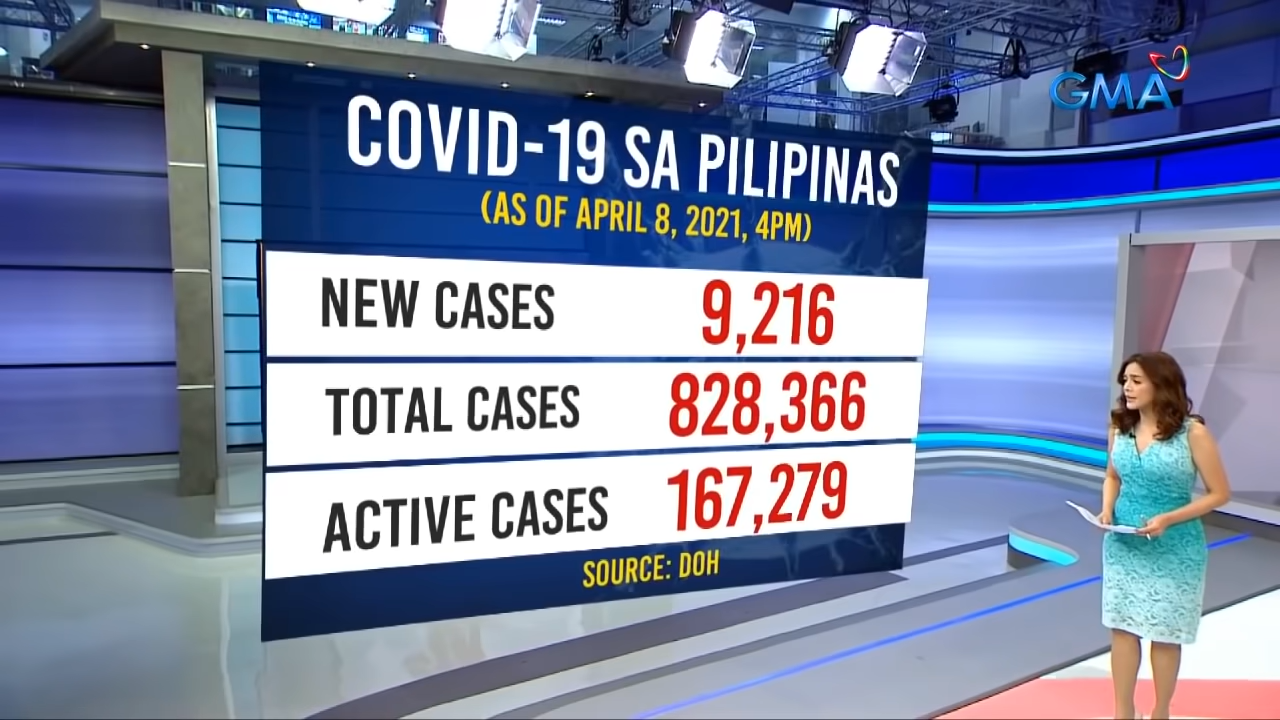 GMA
COVID-19 SA PILIPINAS
(AS OF APRIL 8, 2021, 4PM)
NEW CASES 9,216
TOTAL CASES 828,366
ACTIVE CASES 167,279
SOURCE: DOH